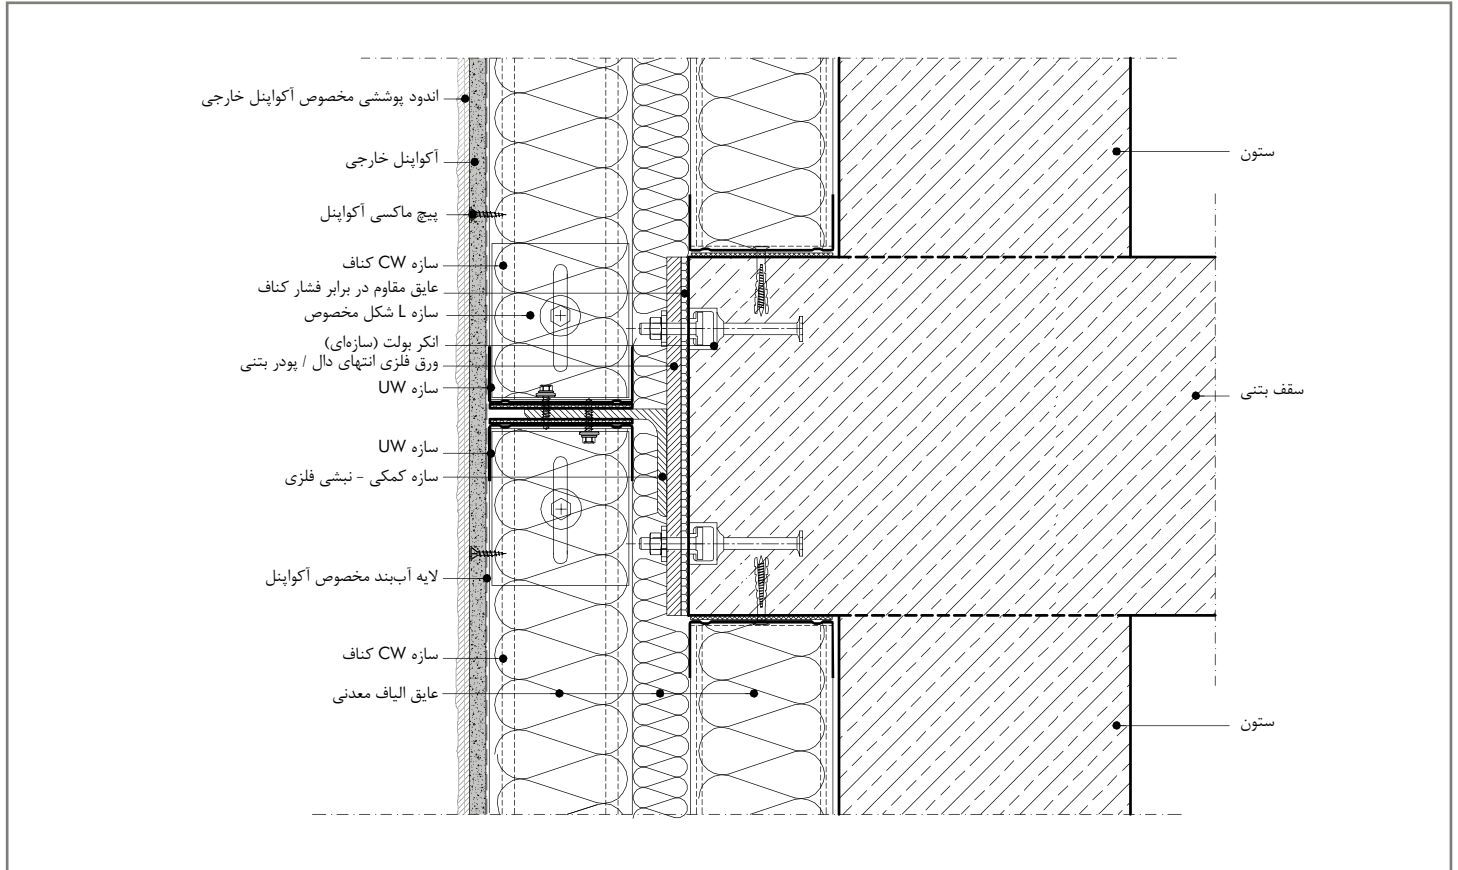 اندود پوششی مخصوص آکواپنل خارجی
آکواپنل خارجی
پیچ ماکسی آکواپنل
سازه CW کناف
عایق مقاوم در برابر فشار کناف
سازه L شکل مخصوص
انکر بولت (سازه‌ای)
ورق فلزی انتهای دال / پودر بتنی
سازه UW
سازه UW
سازه کمکی - نبشی فلزی
لایه آب‌بند مخصوص آکواپنل
سازه CW کناف
عایق الیاف معدنی
ستون
سقف بتنی
ستون